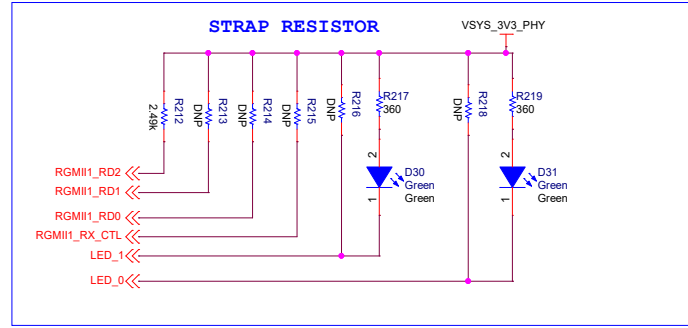 STRAP RESISTOR
VSYS_3V3_PHY
R212
2.49k
R213
DNP
R214
DNP
R215
DNP
R216
DNP
R217
360
R218
DNP
R219
360
RGMII1_RD2
RGMII1_RD1
RGMII1_RD0
RGMII1_RX_CTL
LED_1
LED_0
2
D30
Green
Green
1
2
D31
Green
Green
1